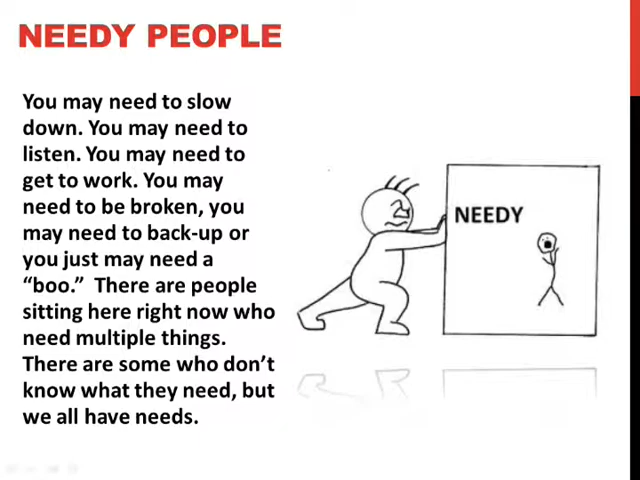 NEEDY PEOPLE
You may need to slow
down. You may need to
listen. You may need to
get to work. You may
need to be broken, you
may need to back-up or
you just may need a
“boo.”  There are people
sitting here right now who
need multiple things.
There are some who don’t
know what they need, but
we all have needs.
NEEDY